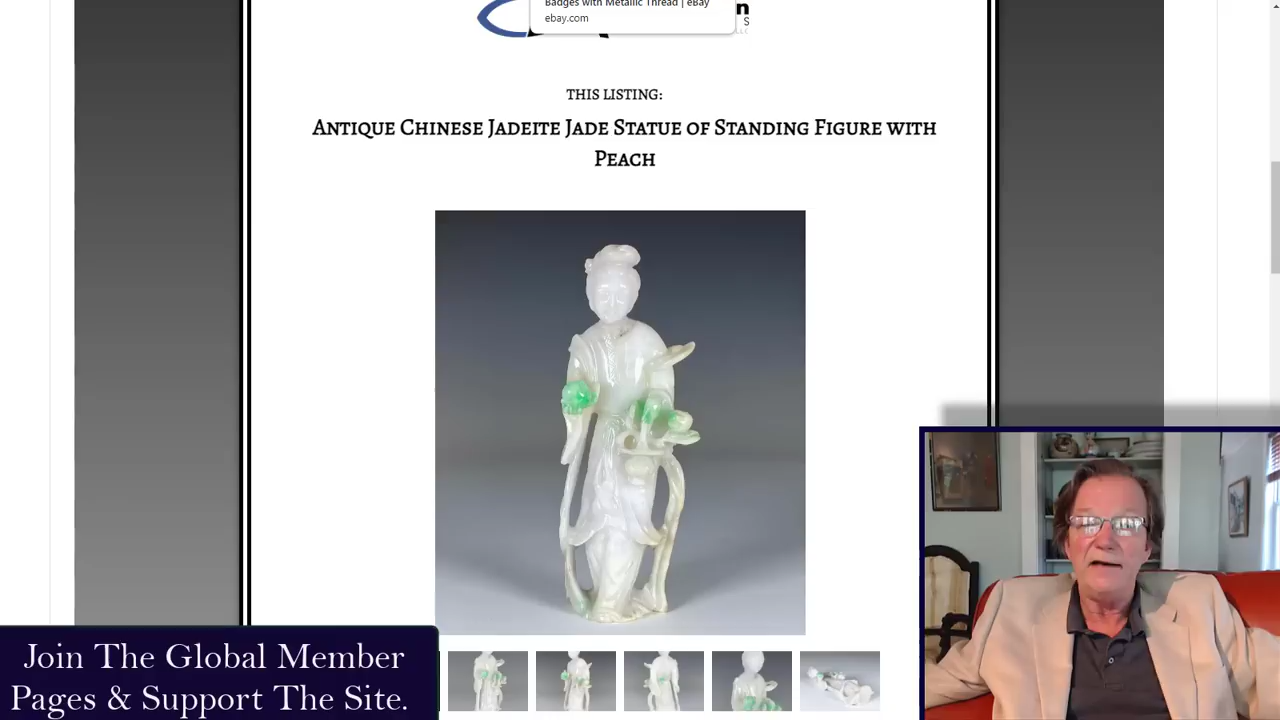 Badges with Metallic Thread | eBay
ebay.com
THIS LISTING:
Antique Chinese Jadeite Jade Statue of Standing Figure with
Peach
Join The Global Member
Pages & Support The Site.